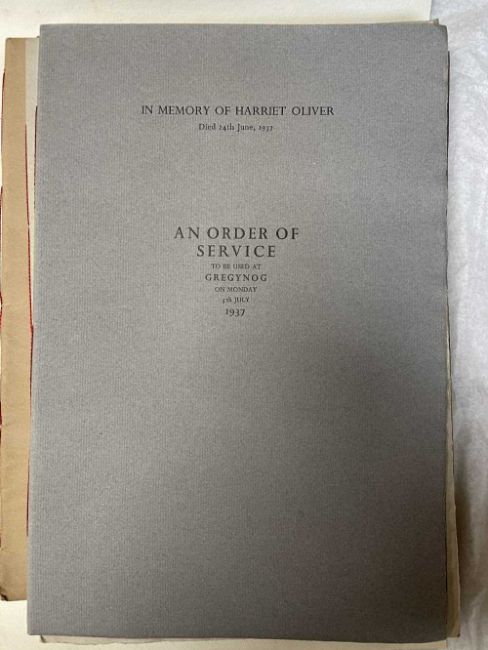 IN MEMORY OF HARRIET OLIVER
Died 24th June, 1937
AN ORDER OF
SERVICE
TO BE USED AT
GREGYNOG
ON MONDAY
5th JULY
1937